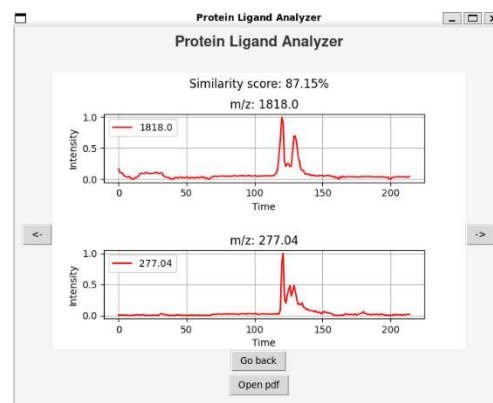 Protein Ligand Analyzer
Protein Ligand Analyzer
Similarity score: 87.15%
m/z: 1818.0
1.0
0.5
0.0
Intensity
1818.0
0 50 100 150 200
Time
<-
->
m/z: 277.04
1.0
0.5
0.0
Intensity
277.04
0 50 100 150 200
Time
Go back
Open pdf